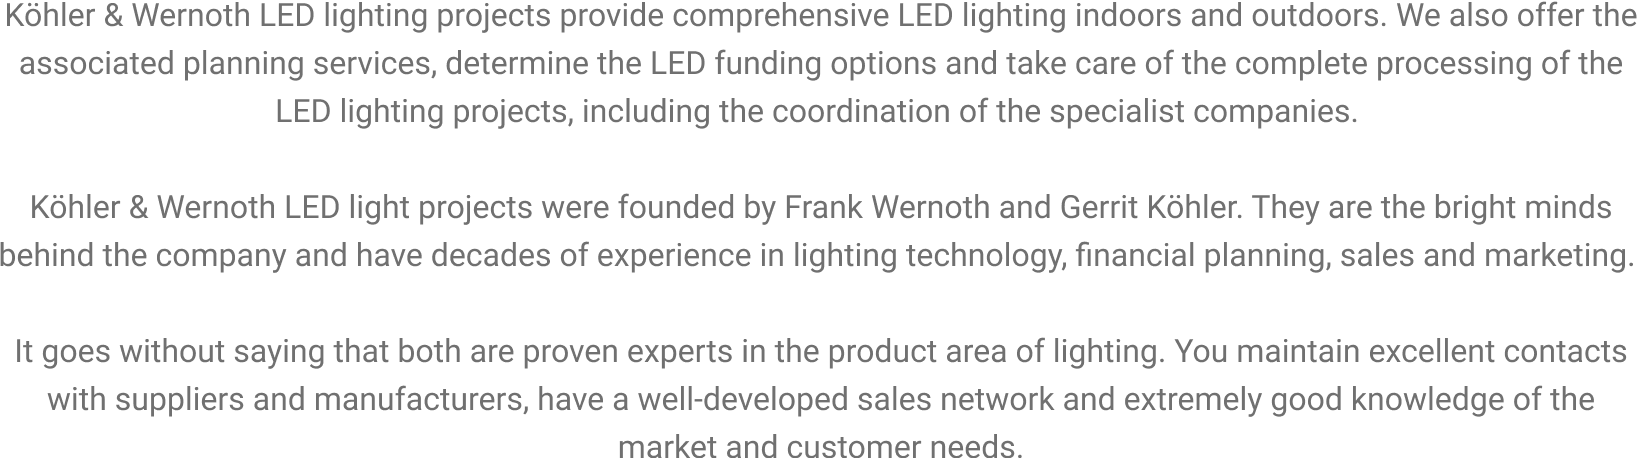 Köhler & Wernoth LED lighting projects provide comprehensive LED lighting indoors and outdoors. We also offer the
associated planning services, determine the LED funding options and take care of the complete processing of the
LED lighting projects, including the coordination of the specialist companies.
Köhler & Wernoth LED light projects were founded by Frank Wernoth and Gerrit Köhler. They are the bright minds
behind the company and have decades of experience in lighting technology, financial planning, sales and marketing.
It goes without saying that both are proven experts in the product area of lighting. You maintain excellent contacts
with suppliers and manufacturers, have a well-developed sales network and extremely good knowledge of the
market and customer needs.